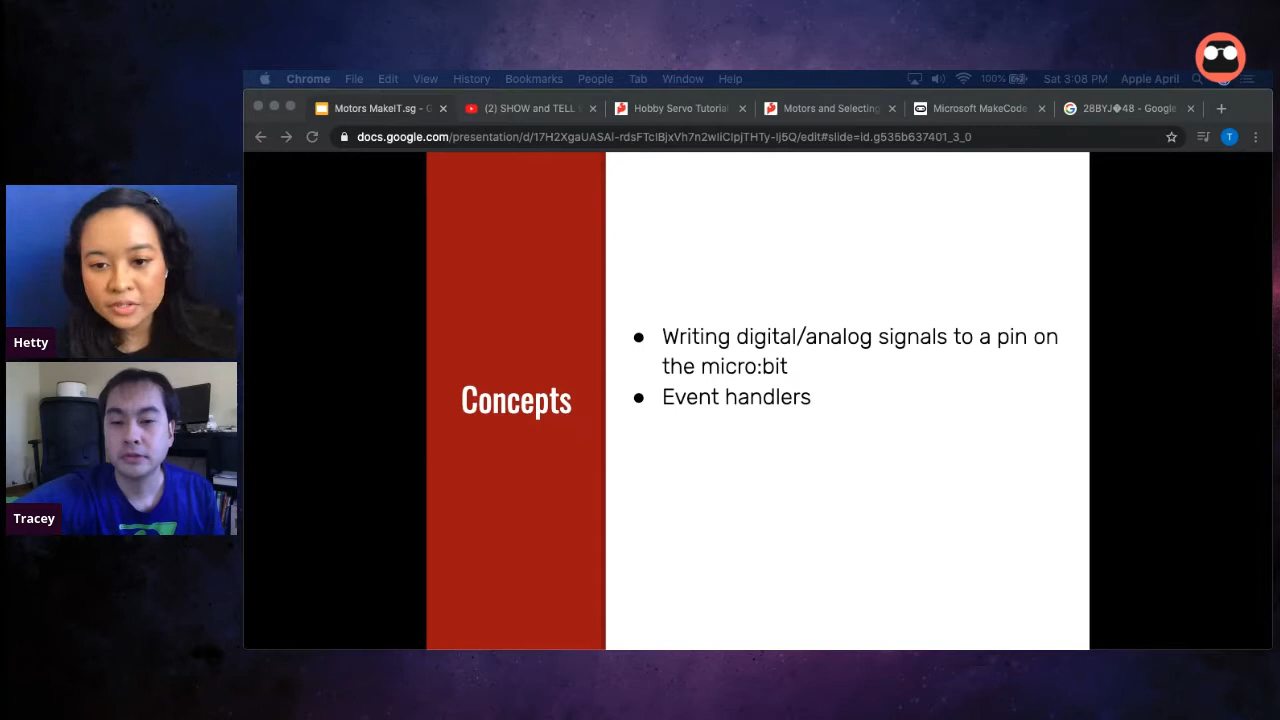 Chrome File Edit View History Bookmarks People Tab Window Help 100% Sat 3:08 PM Apple April
Motors MakeIT.sg - G (2) SHOW and TELL Hobby Servo Tutorial Motors and Selecting Microsoft MakeCode 28BYJ�48 - Google
docs.google.com/presentation/d/17H2XgaUASAI-rdsFTclBjxVh7n2wIiCIpjTHTy-Ij5Q/edit#slide=id.g535b637401_3_0
T
Writing digital/analog signals to a pin on
the micro:bit
Event handlers
Concepts
Hetty
Tracey